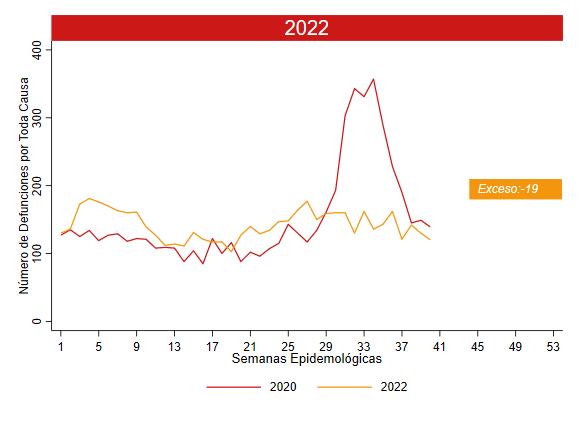 2022
Número de Defunciones por Toda Causa
400
300
200
100
0
Exceso:-19
1 5 9 13 17 21 25 29 33 37 41 45 49 53
Semanas Epidemológicas
2020 2022